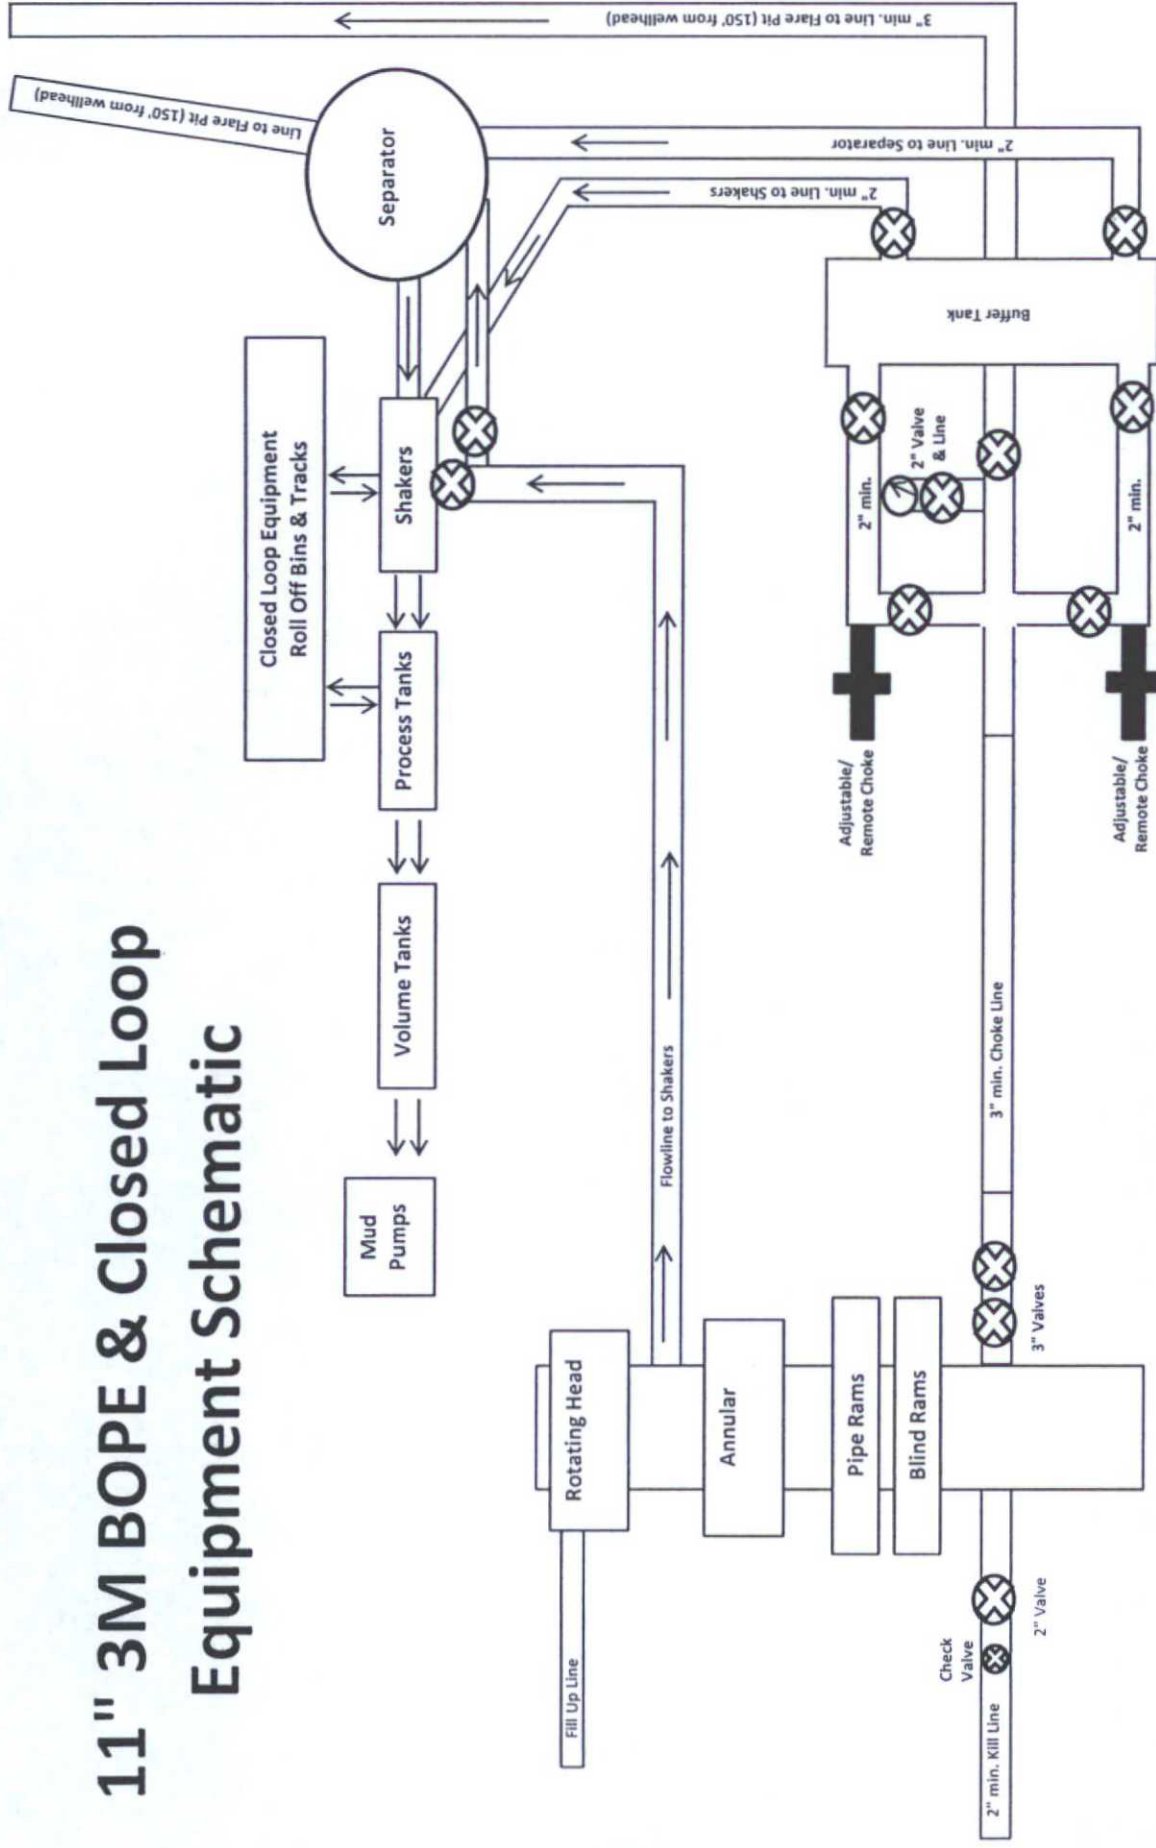 11" 3M BOPE & Closed Loop
Equipment Schematic
Closed Loop Equipment
Roll Off Bins & Tracks
Mud
Pumps
Volume Tanks
Process Tanks
Shakers
Separator
Line to Flare Pit (150' from wellhead)
3" min. Line to Flare Pit (150' from wellhead)
Fill Up Line
Rotating Head
Flowline to Shakers
Annular
Pipe Rams
Blind Rams
2" min. Line to Shakers
2" min. Line to Separator
Adjustable/
Remote Choke
2" min.
2" Valve
& Line
Buffer Tank
Check
Valve
2" min. Kill Line
2" Valve
3" Valves
3" min. Choke Line
Adjustable/
Remote Choke
2" min.